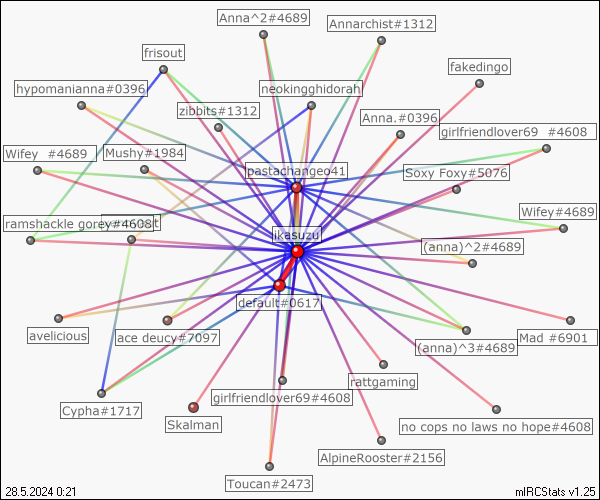 Anna^2#4689
Annarchist#1312
frisout
fakedingo
hypomanianna#0396
neokingghidorah
zibbits#1312
Anna.#0396
girlfriendlover69 #4608
Wifey #4689
Mushy#1984
pastachange041
Soxy Foxy#5076
Wifey#4689
ramshackle gorey#4608
t
jikasuzu
(anna)^2#4689
default#0617
avelicious
ace deucy#7097
Mad #6901
(anna)^3#4689
rattgaming
girlfriendlover69#4608
Cypha#1717
Skalman
no cops no laws no hope#4608
AlpineRooster#2156
Toucan#2473
28.5.2024 0:21
mIRCStats v1.25